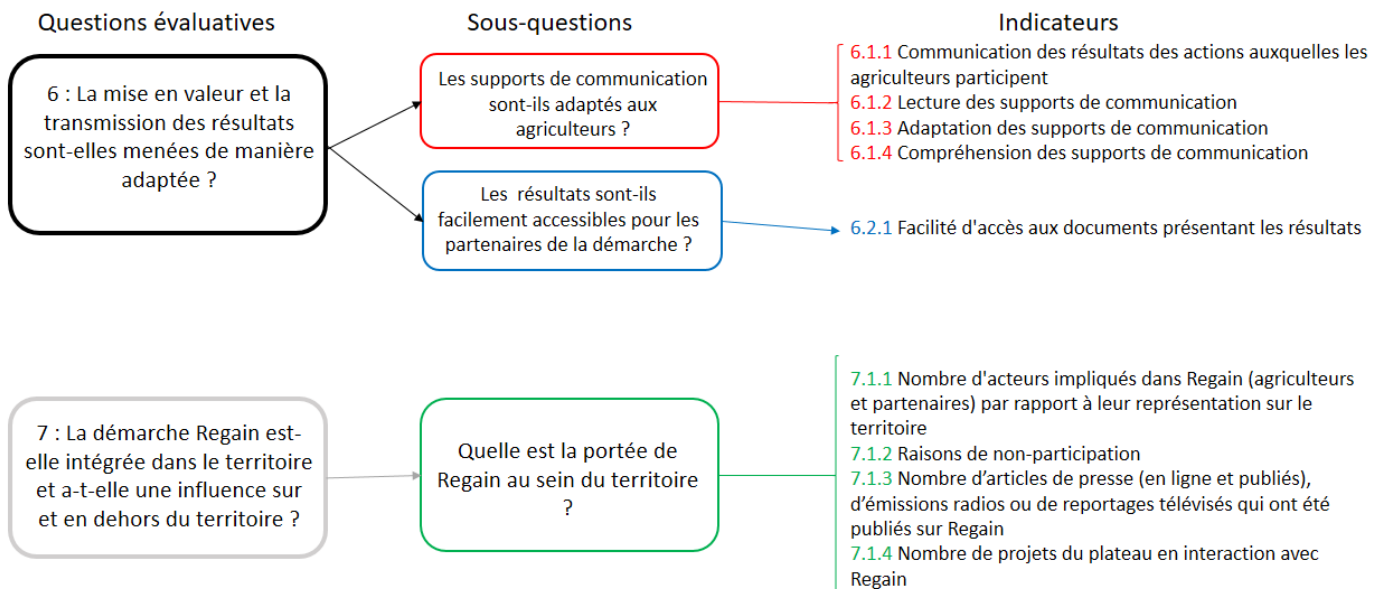 Questions évaluatives
Sous-questions
Indicateurs
6 : La mise en valeur et la
transmission des résultats
sont-elles menées de manière
adaptée ?
Les supports de communication
sont-ils adaptés aux
agriculteurs ?
6.1.1 Communication des résultats des actions auxquelles les
agriculteurs participent
6.1.2 Lecture des supports de communication
6.1.3 Adaptation des supports de communication
6.1.4 Compréhension des supports de communication
Les  résultats sont-ils
facilement accessibles pour les
partenaires de la démarche ?
6.2.1 Facilité d'accès aux documents présentant les résultats
7 : La démarche Regain est-
elle intégrée dans le territoire
et a-t-elle une influence sur
et en dehors du territoire ?
Quelle est la portée de
Regain au sein du territoire
?
7.1.1 Nombre d'acteurs impliqués dans Regain (agriculteurs
et partenaires) par rapport à leur représentation sur le
territoire
7.1.2 Raisons de non-participation
7.1.3 Nombre d’articles de presse (en ligne et publiés),
d’émissions radios ou de reportages télévisés qui ont été
publiés sur Regain
7.1.4 Nombre de projets du plateau en interaction avec
Regain